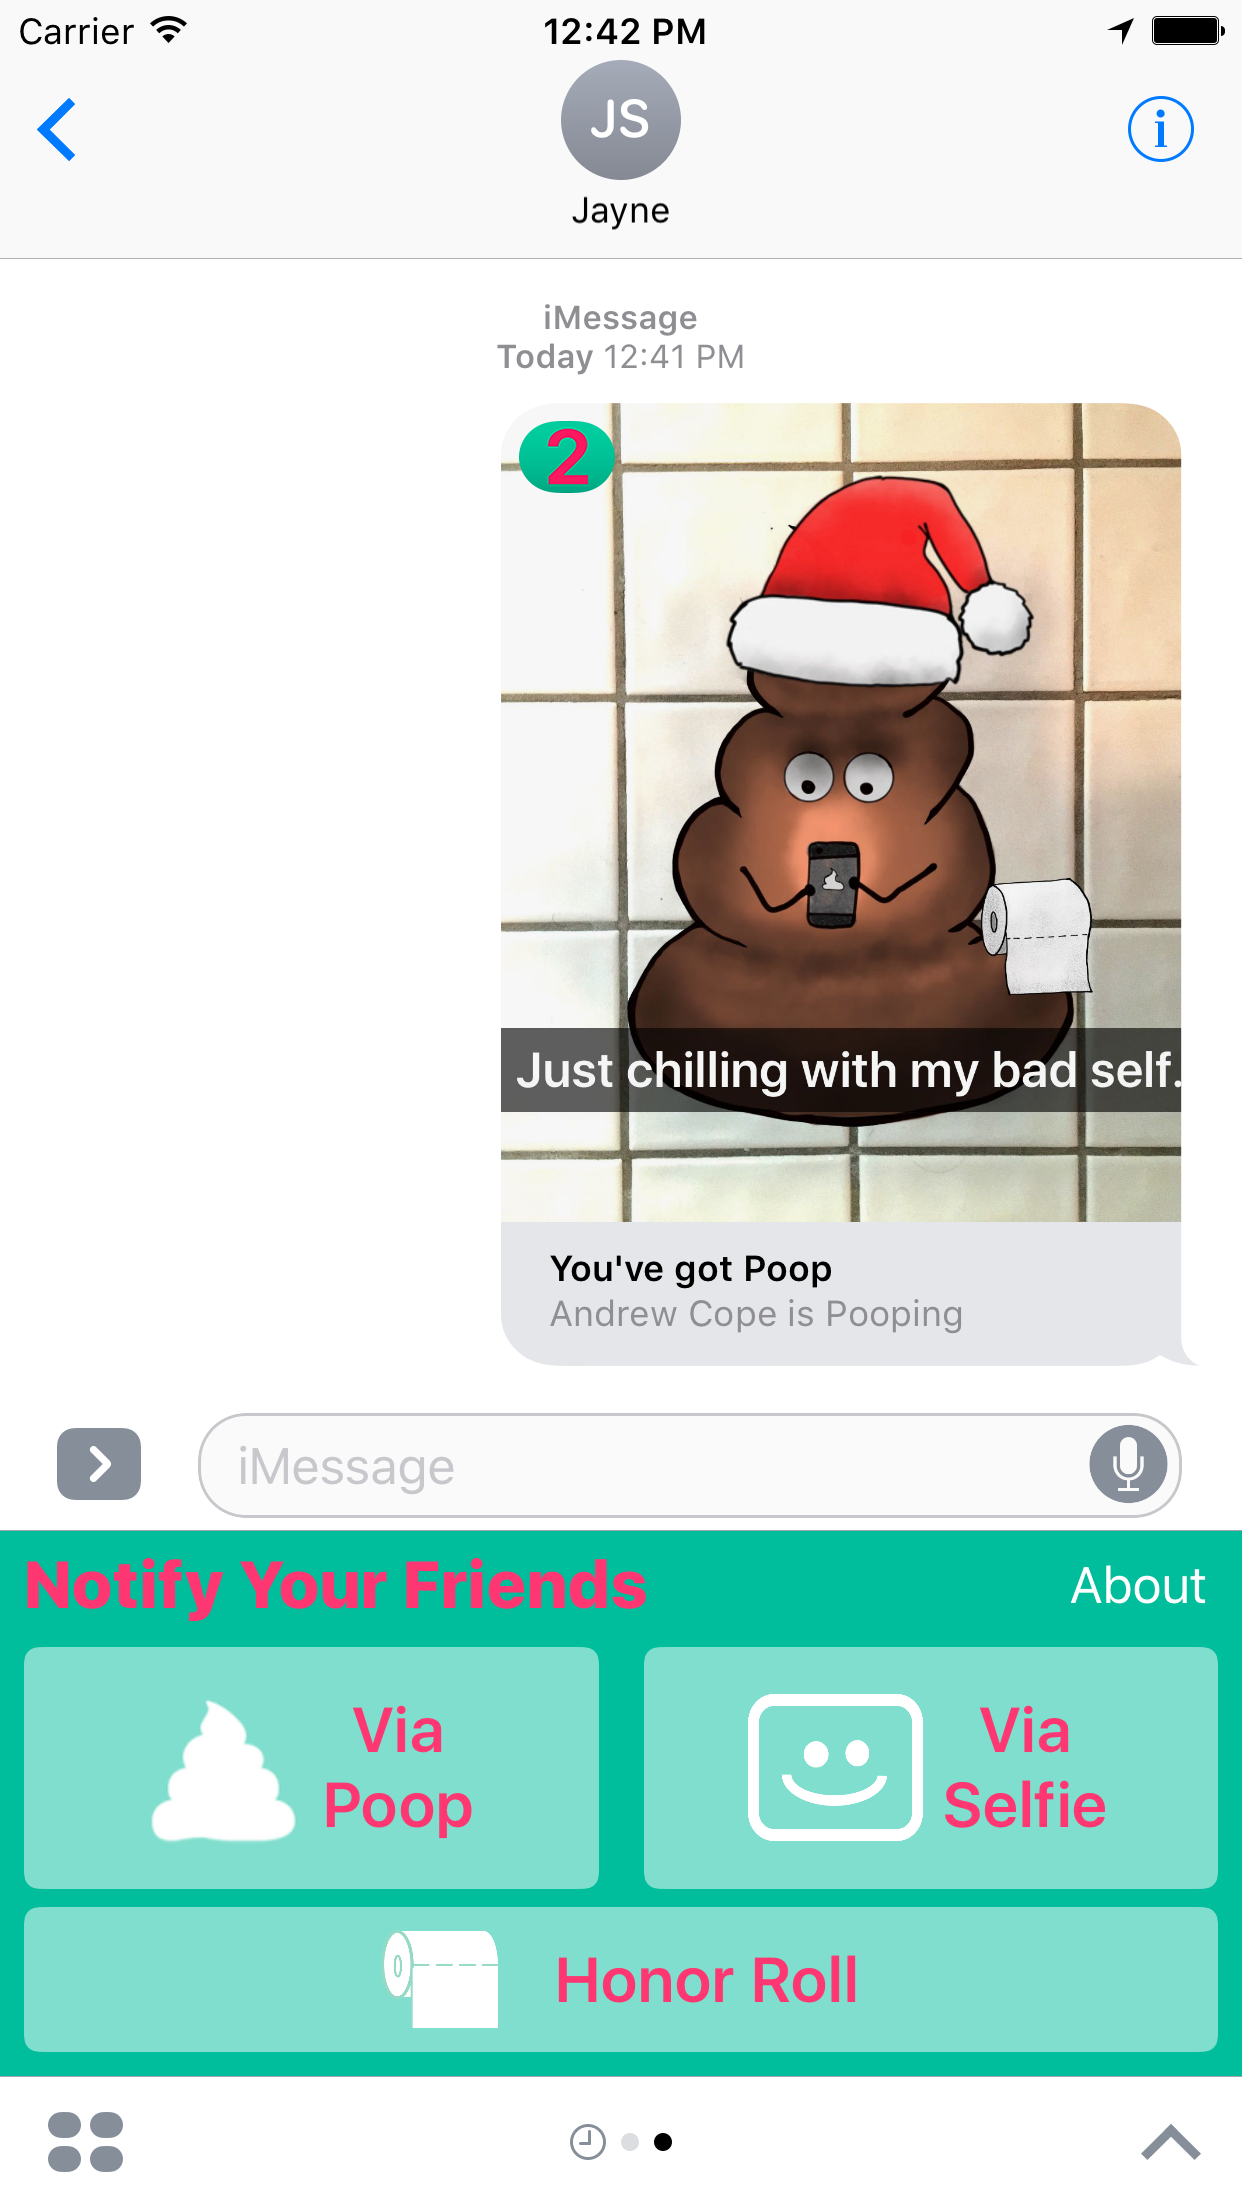 Carrier 12:42 PM
JS
Jayne
iMessage
Today 12:41 PM
2
Just chilling with my bad self.
You've got Poop
Andrew Cope is Pooping
iMessage
Notify Your Friends
About
Via
Poop
Via
Selfie
Honor Roll